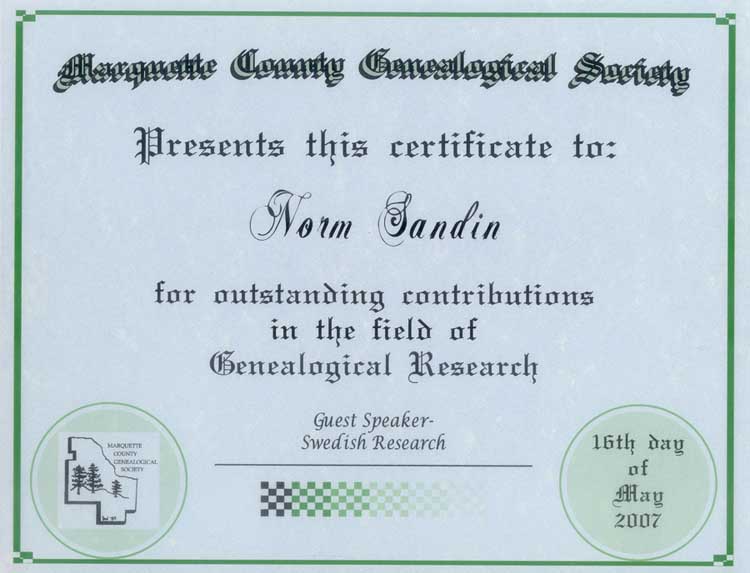 Marquette County Genealogical Society
Presents this certificate to:
Norm Sandin
for outstanding contributions
in the field of
Genealogical Research
Guest Speaker-
Swedish Research
MARQUETTE
COUNTY
GENEALOGICAL
SOCIETY
16th day
of
May
2007